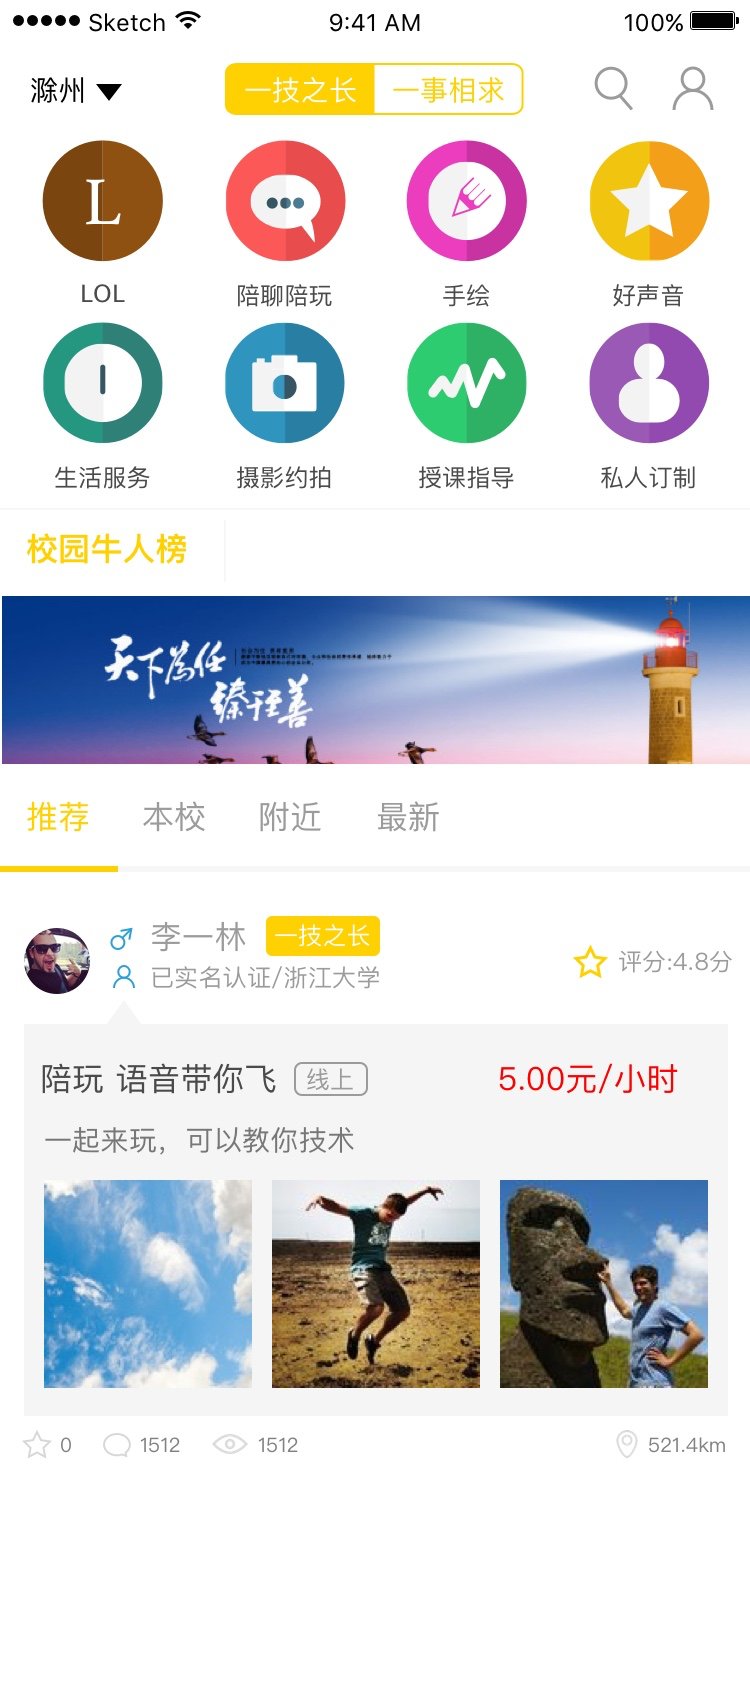 Sketch 9:41 AM 100%
滁州 一技之长 一事相求
L
LOL 陪聊陪玩 手绘 好声音
生活服务 摄影约拍 授课指导 私人订制
校园牛人榜
天下為任
臻于至善
推荐 本校 附近 最新
李一林 一技之长
已实名认证/浙江大学 评分:4.8分
陪玩 语音带你飞 线上 5.00元/小时
一起来玩，可以教你技术
0 1512 1512 521.4km